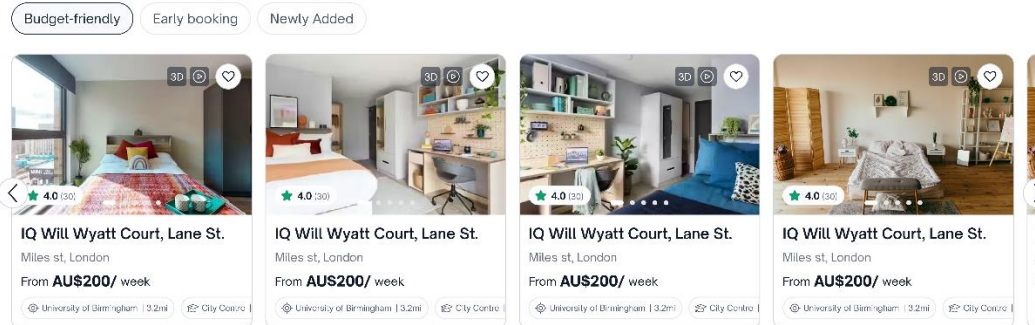 Budget-friendly Early booking Newly Added
3D 3D 3D 3D
4.0 (30) 4.0 (30) 4.0 (30) 4.0 (30)
IQ Will Wyatt Court, Lane St. IQ Will Wyatt Court, Lane St. IQ Will Wyatt Court, Lane St. IQ Will Wyatt Court, Lane St.
Miles st, London Miles st, London Miles st, London Miles st, London
From AU$200/ week From AU$200/ week From AU$200/ week From AU$200/ week
University of Birmingham | 3.2mi City Centre | University of Birmingham | 3.2mi City Centre | University of Birmingham | 3.2mi City Centre | University of Birmingham | 3.2mi City Centre |